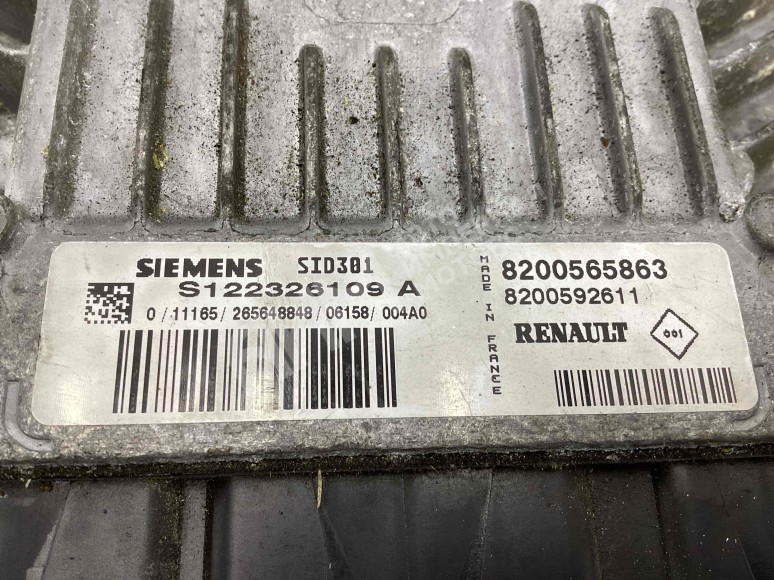 SIEMENS SID301
S122326109 A
0 / 11165 / 265648848 / 06158 / 004A0
MADE IN FRANCE
8200565863
8200592611
RENAULT 001